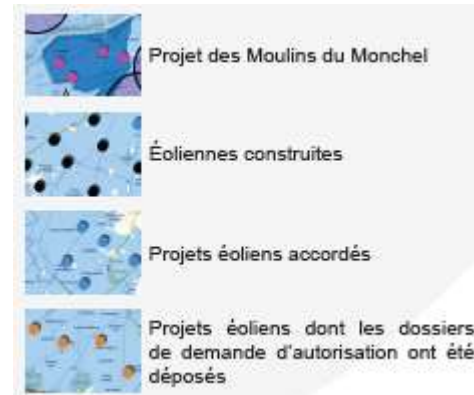 Projet des Moulins du Monchel
Éoliennes construites
Projets éoliens accordés
Projets éoliens dont les dossiers
de demande d'autorisation ont été
déposés